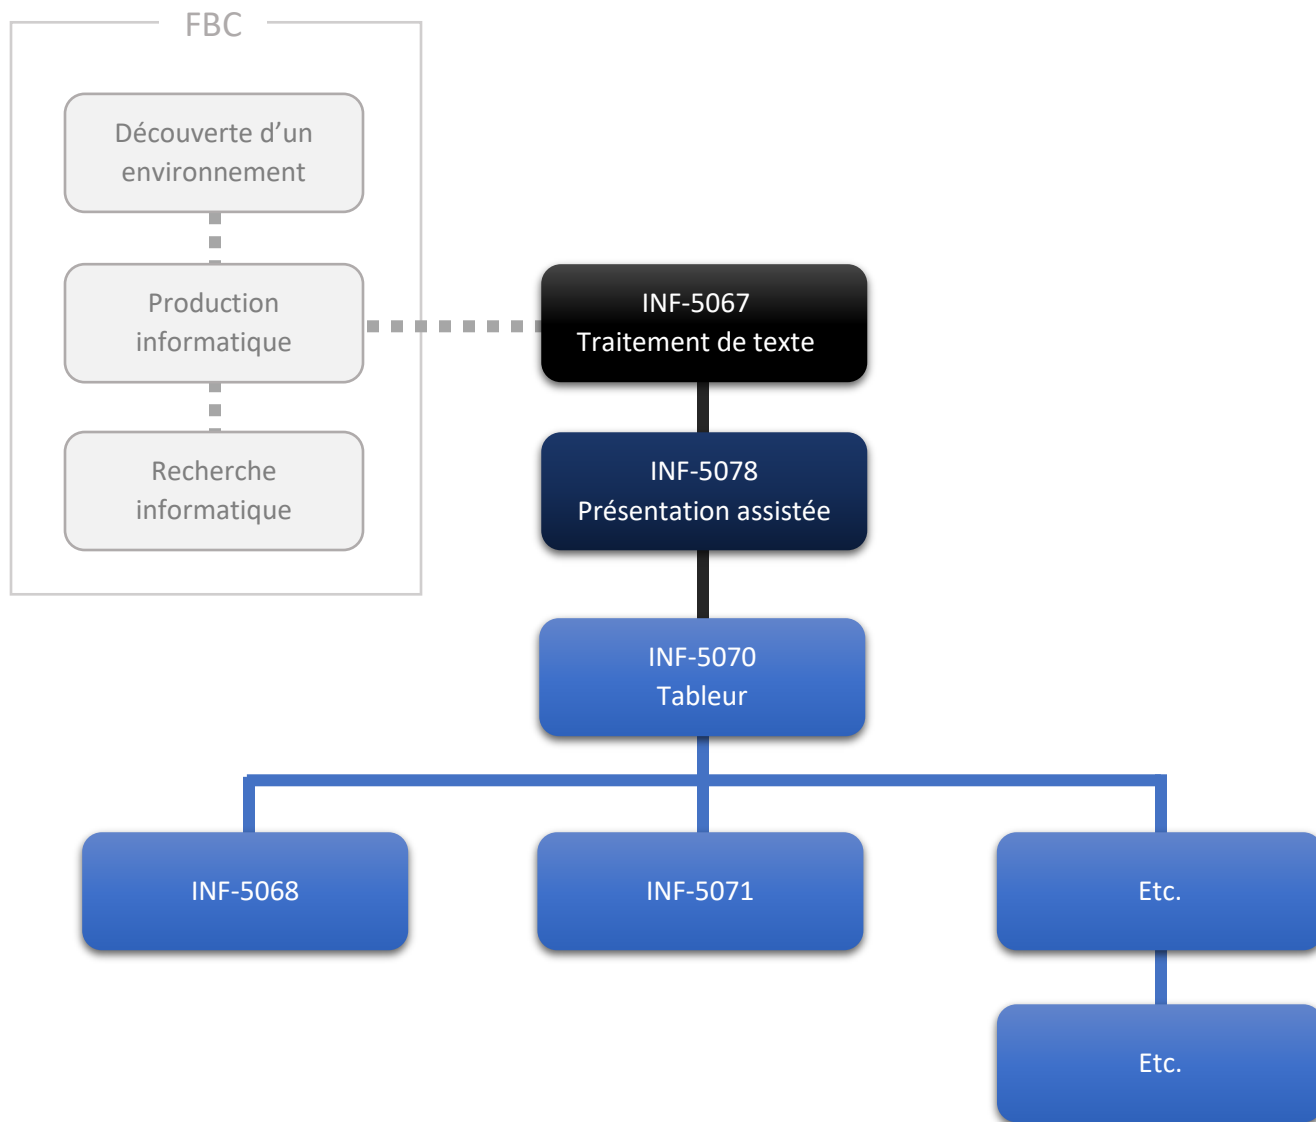 FBC
Découverte d’un
environnement
Production
informatique
Recherche
informatique
INF-5067
Traitement de texte
INF-5078
Présentation assistée
INF-5070
Tableur
INF-5068
INF-5071
Etc.
Etc.